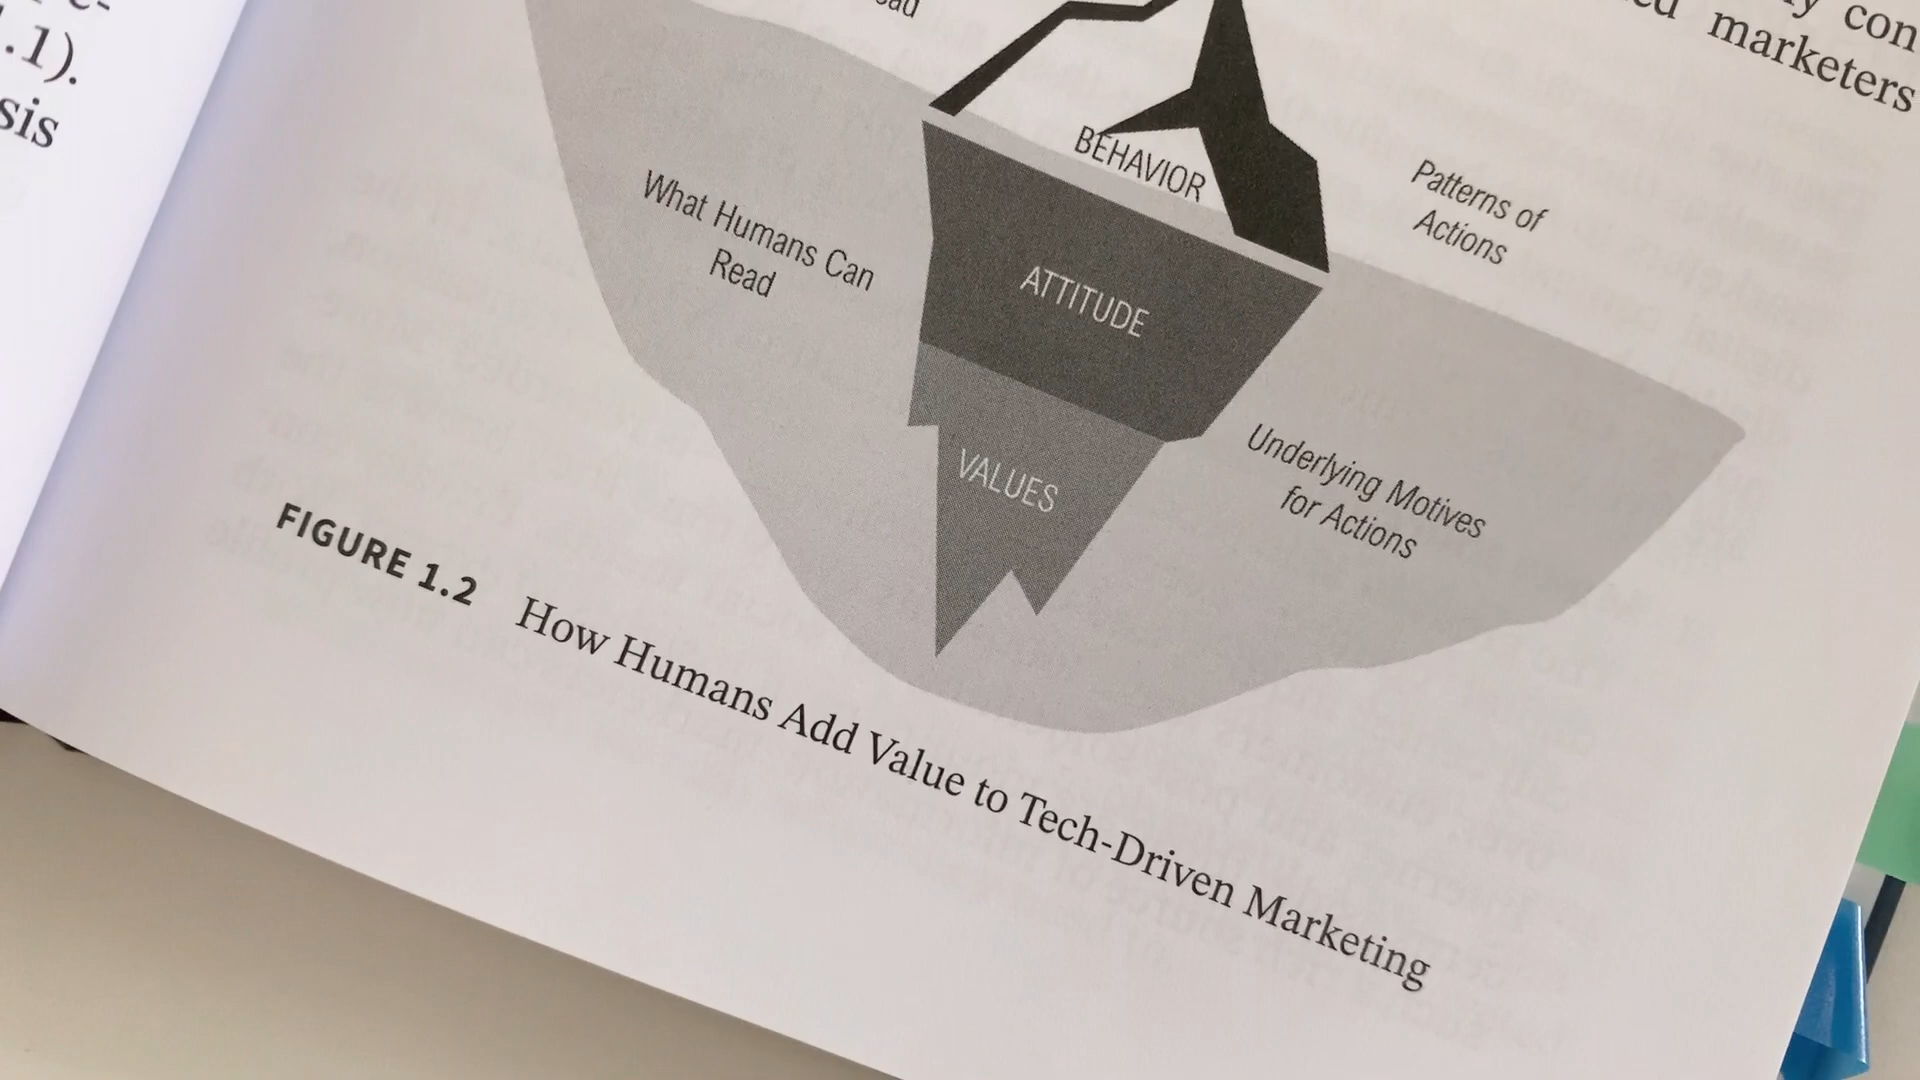 .1).
sis
con
marketers
BEHAVIOR
Patterns of
Actions
What Humans Can
Read
ATTITUDE
VALUES
Underlying Motives
for Actions
FIGURE 1.2 How Humans Add Value to Tech-Driven Marketing